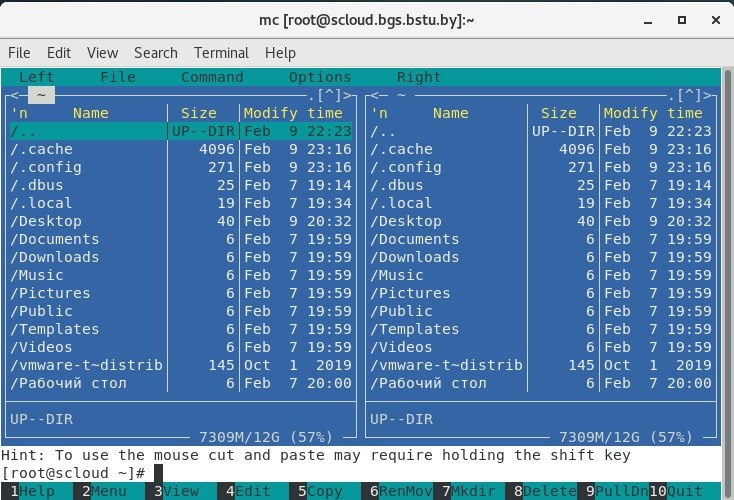 mc [root@scloud.bgs.bstu.by]:~
File Edit View Search Terminal Help
Left File Command Options Right
<- ~ .[^]> <- ~ .[^]>
'n Name Size Modify time 'n Name Size Modify time
/.. UP--DIR Feb 9 22:23 /.. UP--DIR Feb 9 22:23
/.cache 4096 Feb 9 23:16 /.cache 4096 Feb 9 23:16
/.config 271 Feb 9 23:16 /.config 271 Feb 9 23:16
/.dbus 25 Feb 7 19:14 /.dbus 25 Feb 7 19:14
/.local 19 Feb 7 19:34 /.local 19 Feb 7 19:34
/Desktop 40 Feb 9 20:32 /Desktop 40 Feb 9 20:32
/Documents 6 Feb 7 19:59 /Documents 6 Feb 7 19:59
/Downloads 6 Feb 7 19:59 /Downloads 6 Feb 7 19:59
/Music 6 Feb 7 19:59 /Music 6 Feb 7 19:59
/Pictures 6 Feb 7 19:59 /Pictures 6 Feb 7 19:59
/Public 6 Feb 7 19:59 /Public 6 Feb 7 19:59
/Templates 6 Feb 7 19:59 /Templates 6 Feb 7 19:59
/Videos 6 Feb 7 19:59 /Videos 6 Feb 7 19:59
/vmware-t~distrib 145 Oct 1 2019 /vmware-t~distrib 145 Oct 1 2019
/Рабочий стол 6 Feb 7 20:00 /Рабочий стол 6 Feb 7 20:00
UP--DIR UP--DIR
7309M/12G (57%) 7309M/12G (57%)
Hint: To use the mouse cut and paste may require holding the shift key
[root@scloud ~]#
1Help 2Menu 3View 4Edit 5Copy 6RenMov 7Mkdir 8Delete 9PullDn 10Quit